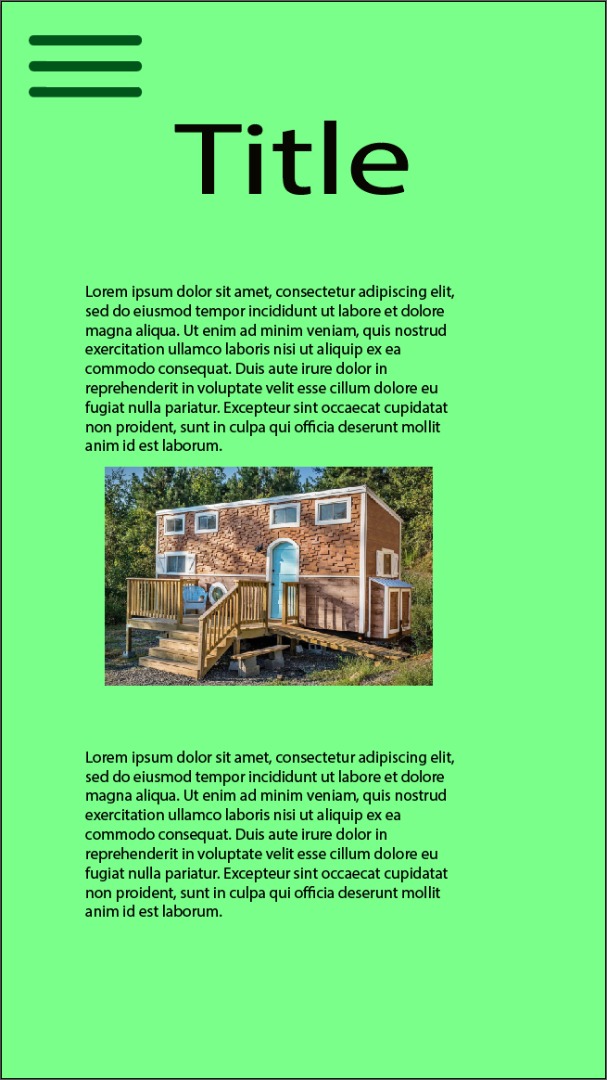 Title
Lorem ipsum dolor sit amet, consectetur adipiscing elit,
sed do eiusmod tempor incididunt ut labore et dolore
magna aliqua. Ut enim ad minim veniam, quis nostrud
exercitation ullamco laboris nisi ut aliquip ex ea
commodo consequat. Duis aute irure dolor in
reprehenderit in voluptate velit esse cillum dolore eu
fugiat nulla pariatur. Excepteur sint occaecat cupidatat
non proident, sunt in culpa qui officia deserunt mollit
anim id est laborum.
Lorem ipsum dolor sit amet, consectetur adipiscing elit,
sed do eiusmod tempor incididunt ut labore et dolore
magna aliqua. Ut enim ad minim veniam, quis nostrud
exercitation ullamco laboris nisi ut aliquip ex ea
commodo consequat. Duis aute irure dolor in
reprehenderit in voluptate velit esse cillum dolore eu
fugiat nulla pariatur. Excepteur sint occaecat cupidatat
non proident, sunt in culpa qui officia deserunt mollit
anim id est laborum.